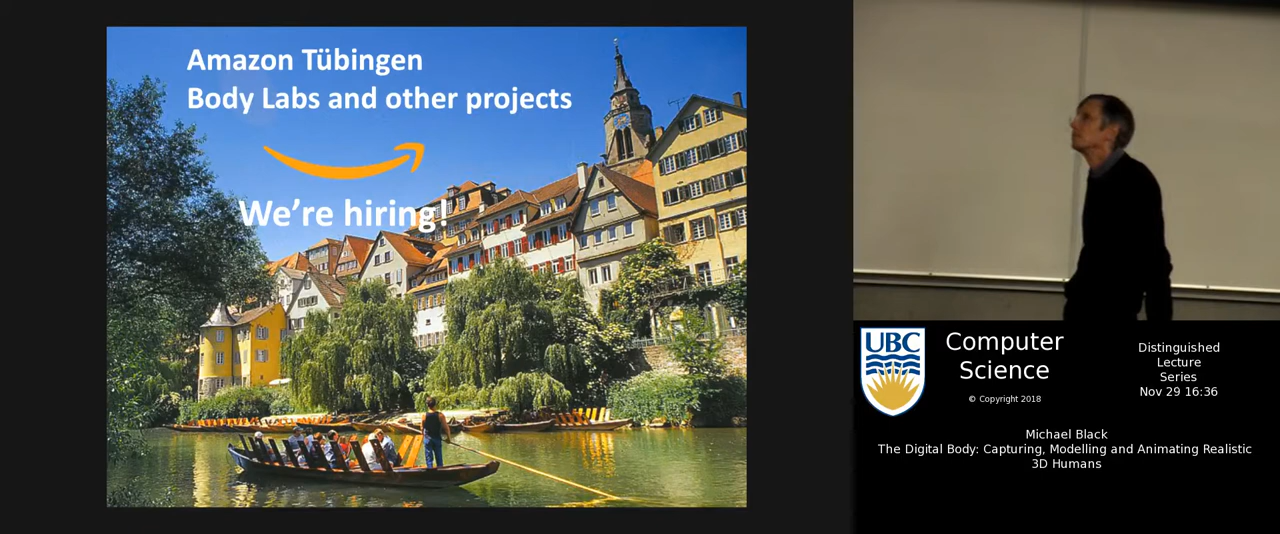 Amazon Tübingen
Body Labs and other projects
We're hiring!
UBC
Computer
Science
© Copyright 2018
Distinguished
Lecture
Series
Nov 29 16:36
Michael Black
The Digital Body: Capturing, Modelling and Animating Realistic
3D Humans